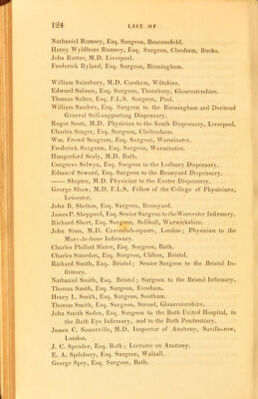 124 LIST OF
Nathaniel Rumsey, Esq. Surgeon, Beaconsfield.
Henry Wyldbore Rumsey, Esq. Surgeon, Chesham, Bucks.
John Rutter, M.D. Liverpool.
Frederick Ryland, Esq. Surgeon, Birmingham.
William Sainsbury, M.D. Corsham, Wiltshire.
Edward Salmon, Esq. Surgeon, Thornbury, Gloucestershire.
Thomas Salter, Esq. F.L.S. Surgeon, Pool.
William Sanders, Esq. Surgeon to the Birmingham and Deritend
General Self-supporting Dispensary.
Roger Scott, M.D. Physician to the South Dispensary, Liverpool.
Charles Seager, Esq. Surgeon, Cheltenham.
Wm. Frowd Seagram, Esq. Surgeon, Warminster.
Frederick Seagram, Esq. Surgeon, Warminster.
Hungerford Sealy, M.D. Bath.
Congreve Selwyn, Esq. Surgeon to the Ledbury Dispensary.
Edmund Seward, Esq. Surgeon to the Bromyard Dispensary.
—— Shapter, M.D. Physician to the Exeter Dispensary.
George Shaw, M.D. F.L.S. Fellow of the College of Physicians,
Leicester.
John B. Shelton, Esq. Surgeon, Bromyard.
James P. Sheppard, Esq. Senior Surgeon to the Worcester Infirmary.
Richard Short, Esq. Surgeon, Solihull, Warwickshire.
John Sims, M.D. Cavendish-square, London; Physician to the
Mary-le-bone Infirmary.
Charles Phillott Slater, Esq. Surgeon, Bath.
Charles Smerdon, Esq. Surgeon, Clifton, Bristol.
Richard Smith, Esq. Bristol; Senior Surgeon to the Bristol In-
firmary.
Nathaniel Smith, Esq. Bristol; Surgeon to the Bristol Infirmary.
Thomas Smith, Esq. Surgeon, Evesham.
Henry L. Smith, Esq. Surgeon, Southam.
Thomas Smith, Esq. Surgeon, Stroud, Gloucestershire.
John Smith Soden, Esq. Surgeon to the Bath United Hospital, to
the Bath Eye Infirmary, and to the Bath Penitentiary.
James C. Somerville, M.D. Inspector of Anatomy, Saville-row,
London.
J. C. Spender, Esq. Bath; Lecturer on Anatomy.
E. A. Spilsbury, Esq. Surgeon, Walsall.
George Spry, Esq. Surgeon, Bath.